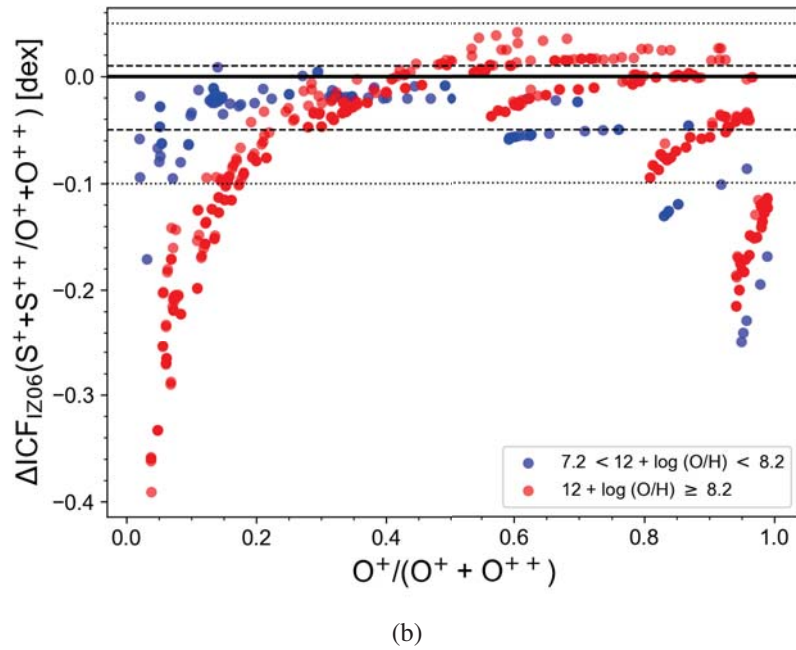 ΔICF_IZ06(S⁺+S⁺⁺/O⁺+O⁺⁺) [dex]
0.0
−0.1
−0.2
−0.3
−0.4
7.2 < 12 + log (O/H) < 8.2
12 + log (O/H) ≥ 8.2
0.0 0.2 0.4 0.6 0.8 1.0
O⁺/(O⁺ + O⁺⁺)
(b)